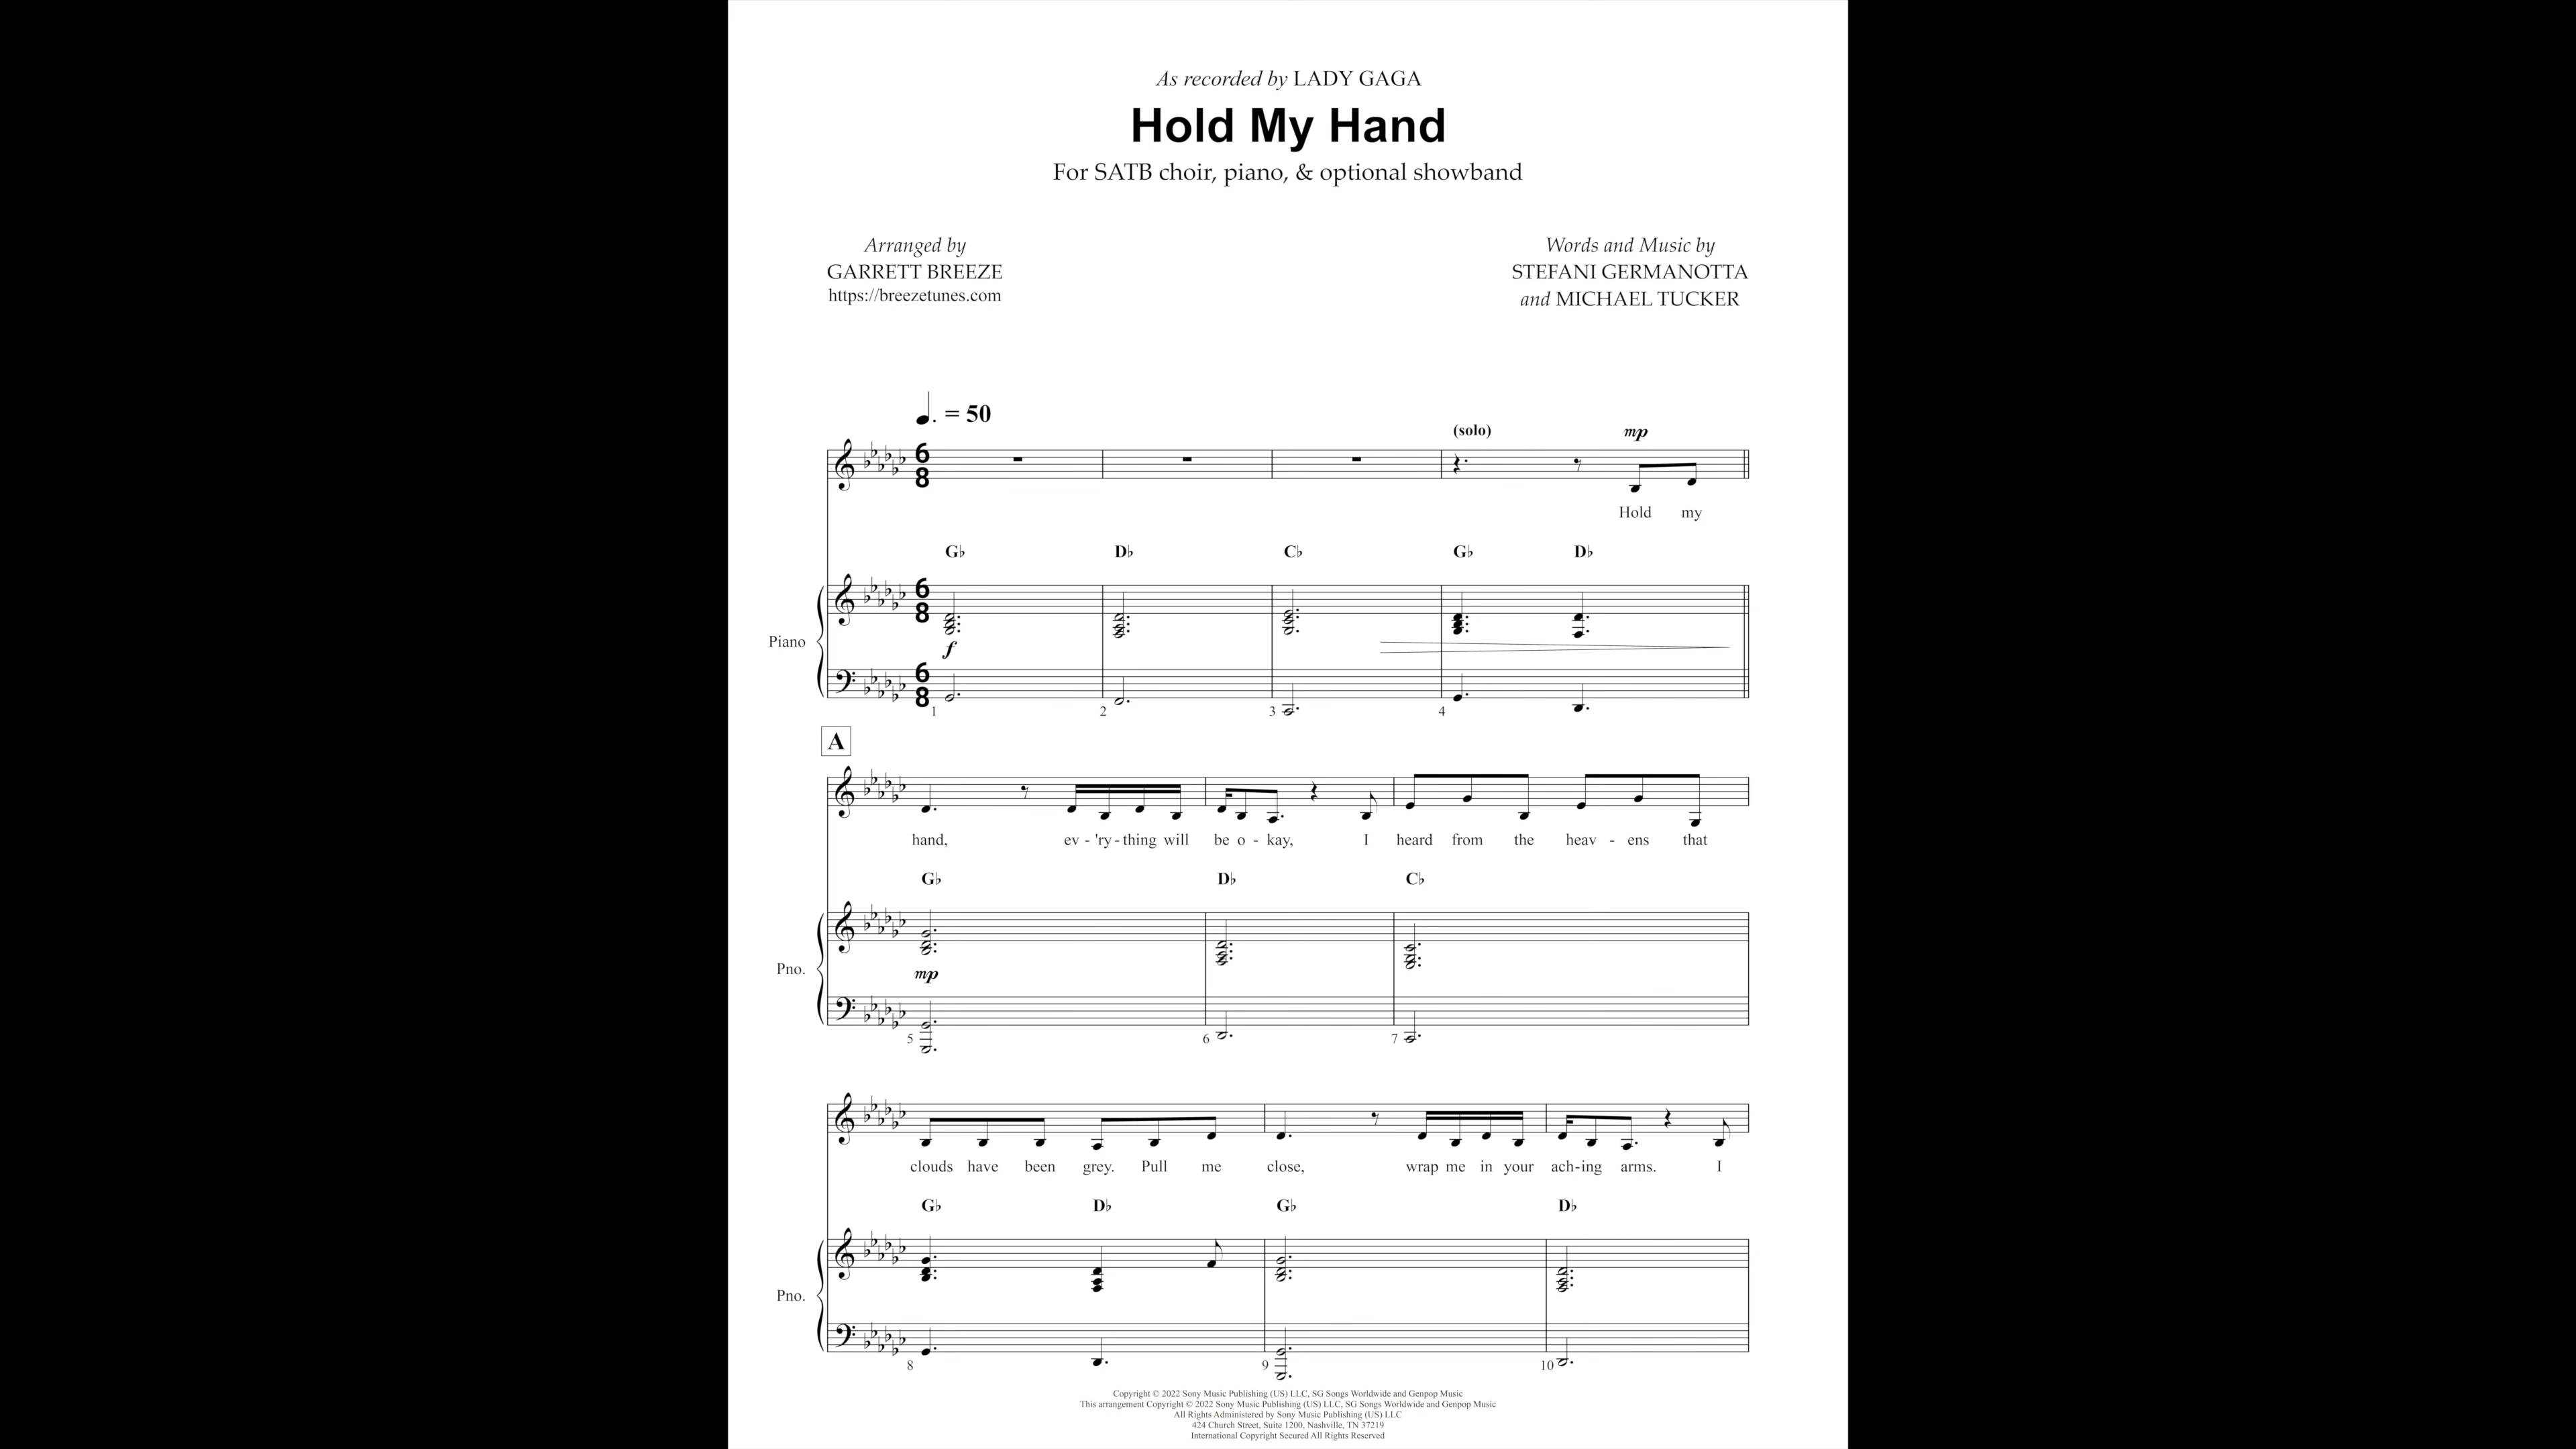 As recorded by LADY GAGA
Hold My Hand
For SATB choir, piano, & optional showband
Arranged by
GARRETT BREEZE
https://breezetunes.com
Words and Music by
STEFANI GERMANOTTA
and MICHAEL TUCKER
= 50
(solo)
mp
6
8
Hold my
G♭ D♭ C♭ G♭ D♭
6
8
Piano
f
6
8
1 2 3 4
A
hand, ev - 'ry - thing will be o - kay, I heard from the heav - ens that
G♭ D♭ C♭
Pno.
mp
5 6 7
clouds have been grey. Pull me close, wrap me in your ach - ing arms. I
G♭ D♭ G♭ D♭
Pno.
8 9 10
Copyright © 2022 Sony Music Publishing (US) LLC, SG Songs Worldwide and Genpop Music
This arrangement Copyright © 2022 Sony Music Publishing (US) LLC, SG Songs Worldwide and Genpop Music
All Rights Administered by Sony Music Publishing (US) LLC
424 Church Street, Suite 1200, Nashville, TN 37219
International Copyright Secured All Rights Reserved